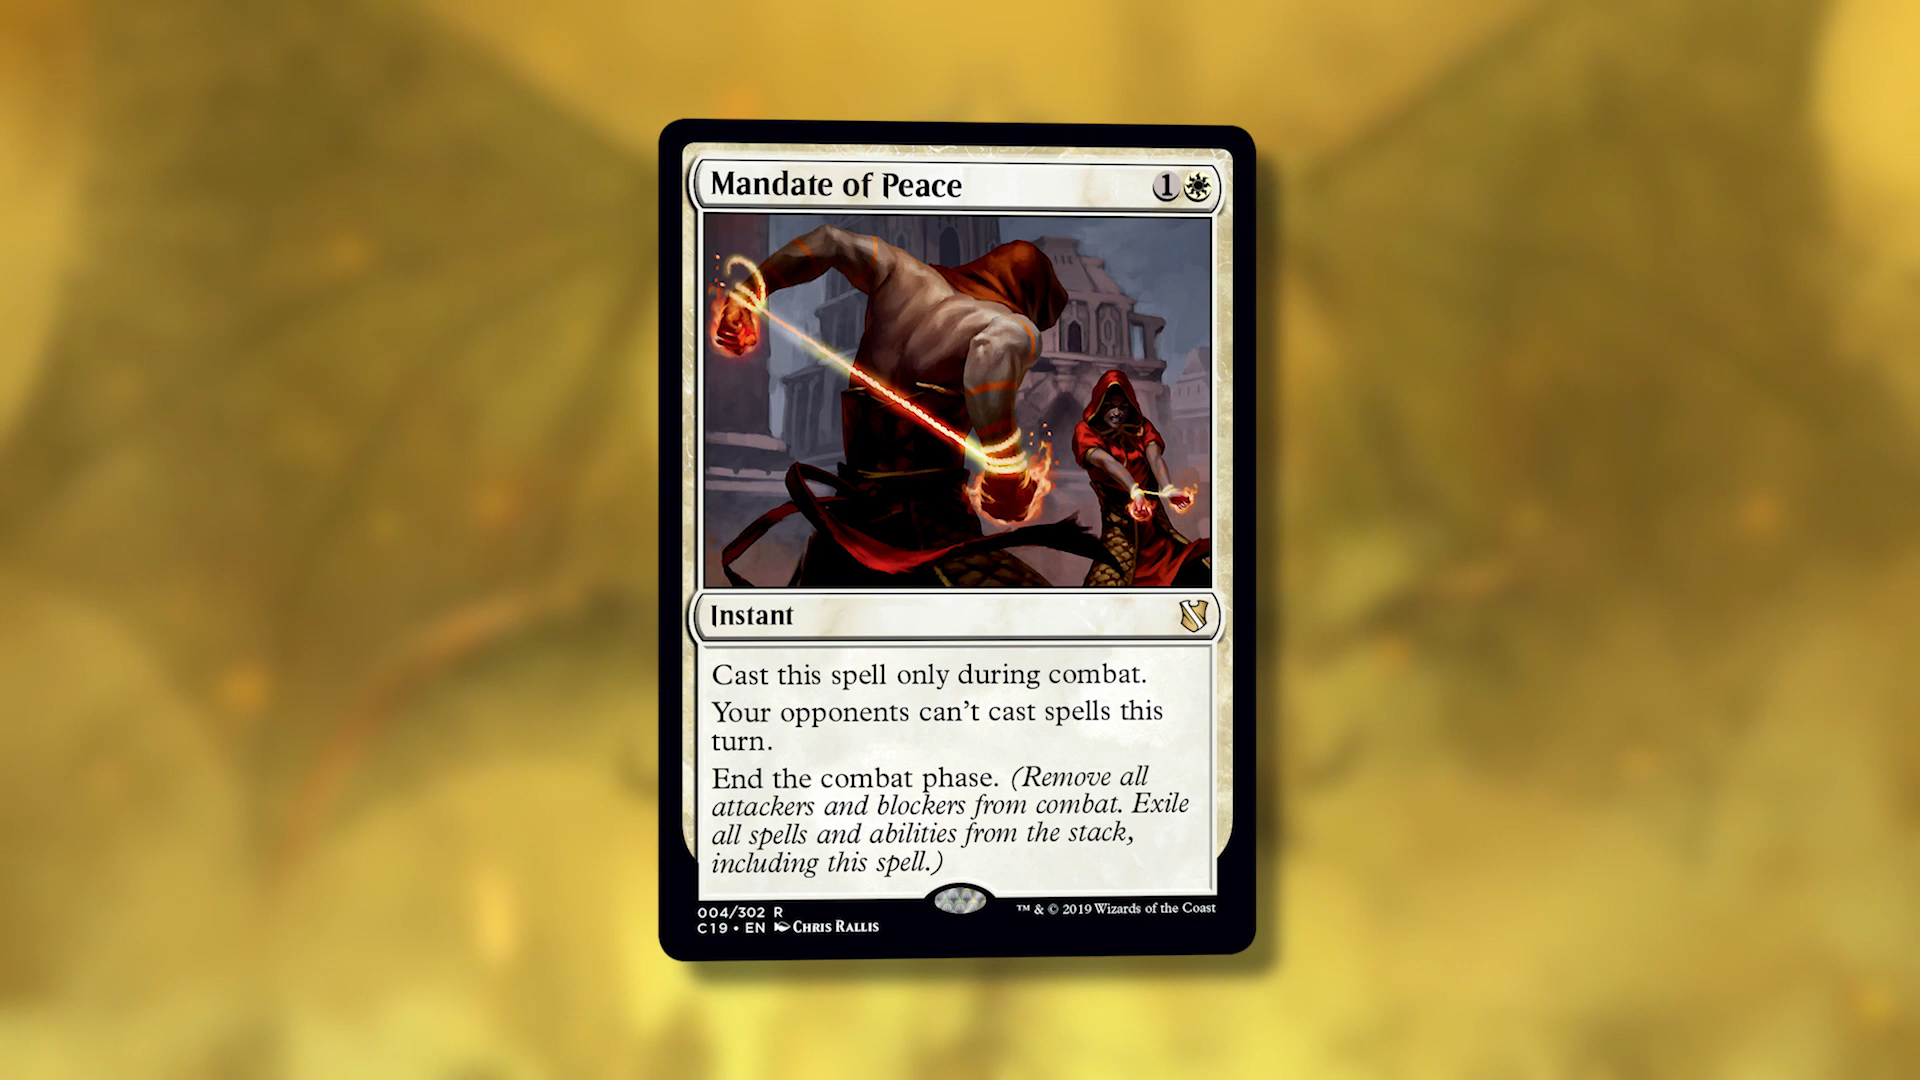 Mandate of Peace 1
Instant
Cast this spell only during combat.
Your opponents can't cast spells this
turn.
End the combat phase. (Remove all
attackers and blockers from combat. Exile
all spells and abilities from the stack,
including this spell.)
004/302 R
C19 • EN Chris Rallis
™ & © 2019 Wizards of the Coast